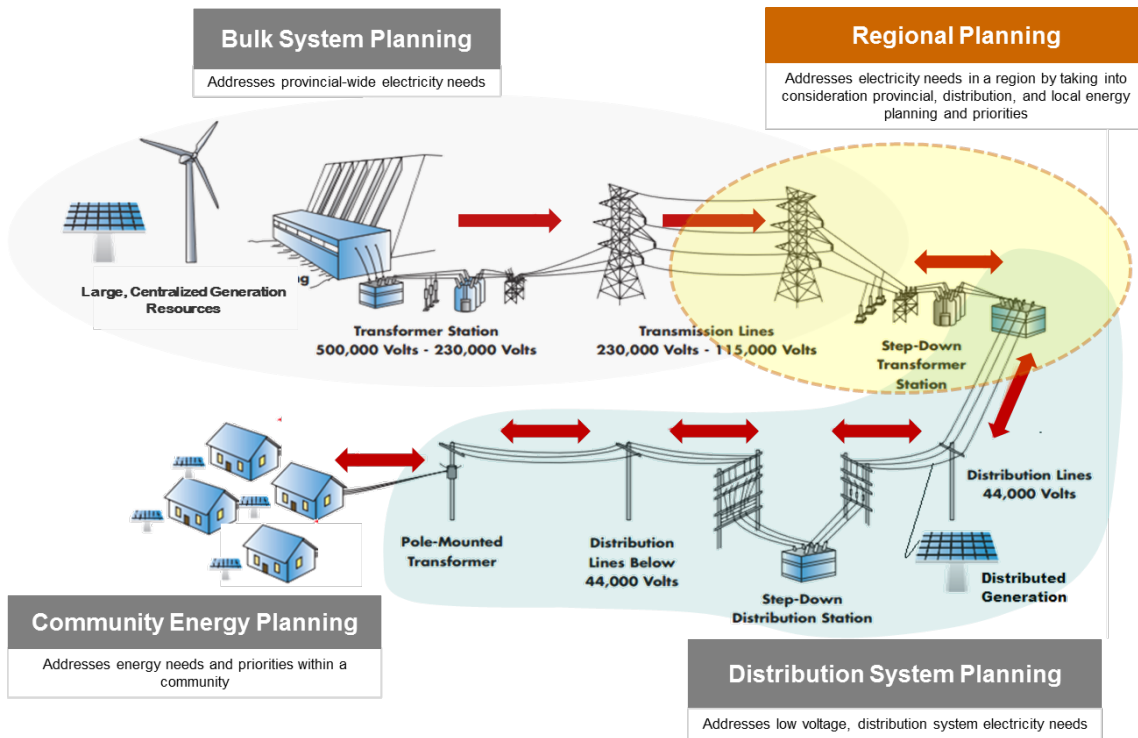 Bulk System Planning
Addresses provincial-wide electricity needs
Regional Planning
Addresses electricity needs in a region by taking into
consideration provincial, distribution, and local energy
planning and priorities
Large, Centralized Generation
Resources
Transformer Station
500,000 Volts - 230,000 Volts
Transmission Lines
230,000 Volts - 115,000 Volts
Step-Down
Transformer
Station
Distribution Lines
44,000 Volts
Pole-Mounted
Transformer
Distribution
Lines Below
44,000 Volts
Step-Down
Distribution Station
Distributed
Generation
Community Energy Planning
Addresses energy needs and priorities within a
community
Distribution System Planning
Addresses low voltage, distribution system electricity needs